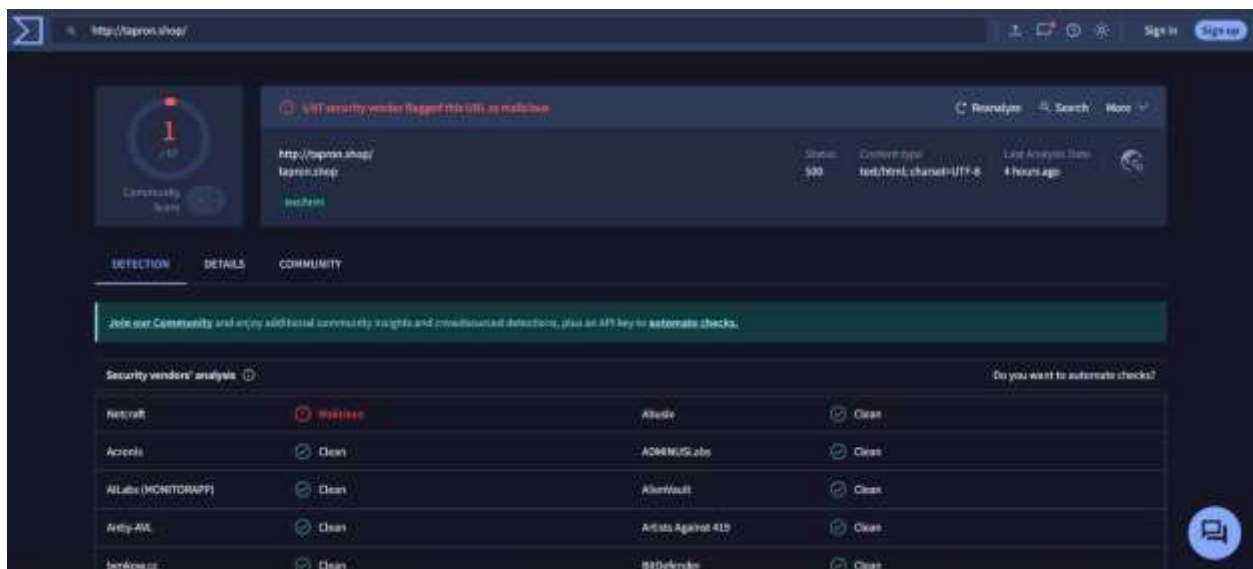 http://tapron.shop/
Sign in
Sign up
1
/ 97
Community
Score
1/97 security vendor flagged this URL as malicious
Reanalyze
Search
More
http://tapron.shop/
tapron.shop
text/html
Status
500
Content type
text/html; charset=UTF-8
Last Analysis Date
4 hours ago
DETECTION
DETAILS
COMMUNITY
Join our Community and enjoy additional community insights and crowdsourced detections, plus an API key to automate checks.
Security vendors' analysis
Do you want to automate checks?
Netcraft
Malicious
Abusix
Clean
Acronis
Clean
ADMINUSLabs
Clean
AILabs (MONITORAPP)
Clean
AlienVault
Clean
Antiy-AVL
Clean
Artists Against 419
Clean
benkow.cc
Clean
BitDefender
Clean